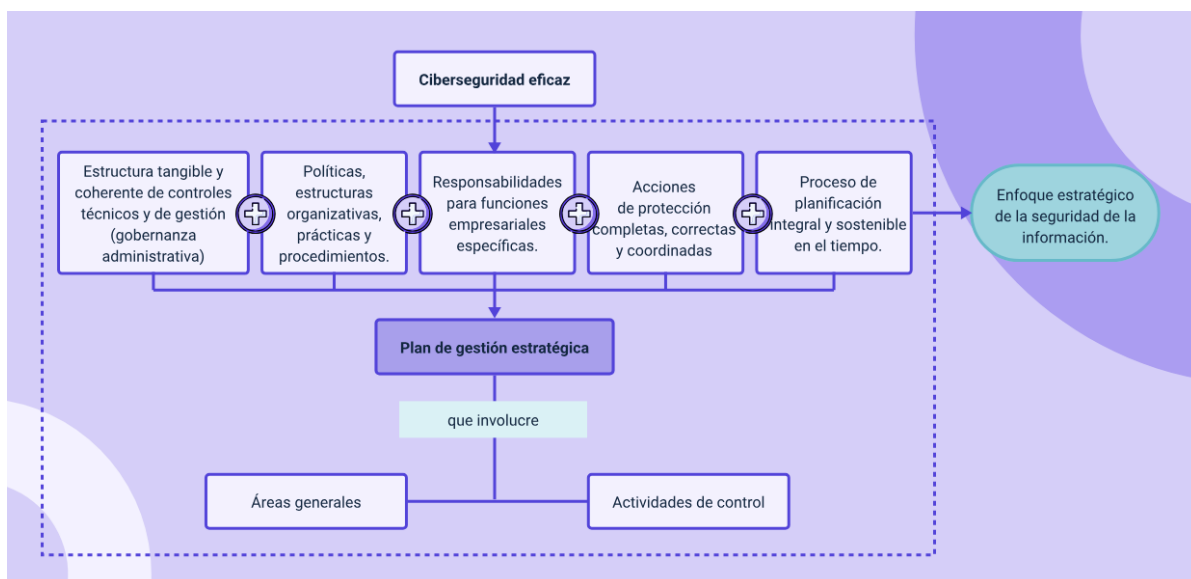 Ciberseguridad eficaz
Estructura tangible y
coherente de controles
técnicos y de gestión
(gobernanza
administrativa)
Políticas,
estructuras
organizativas,
prácticas y
procedimientos.
Responsabilidades
para funciones
empresariales
específicas.
Acciones
de protección
completas, correctas
y coordinadas
Proceso de
planificación
integral y sostenible
en el tiempo.
Enfoque estratégico
de la seguridad de la
información.
Plan de gestión estratégica
que involucre
Áreas generales
Actividades de control